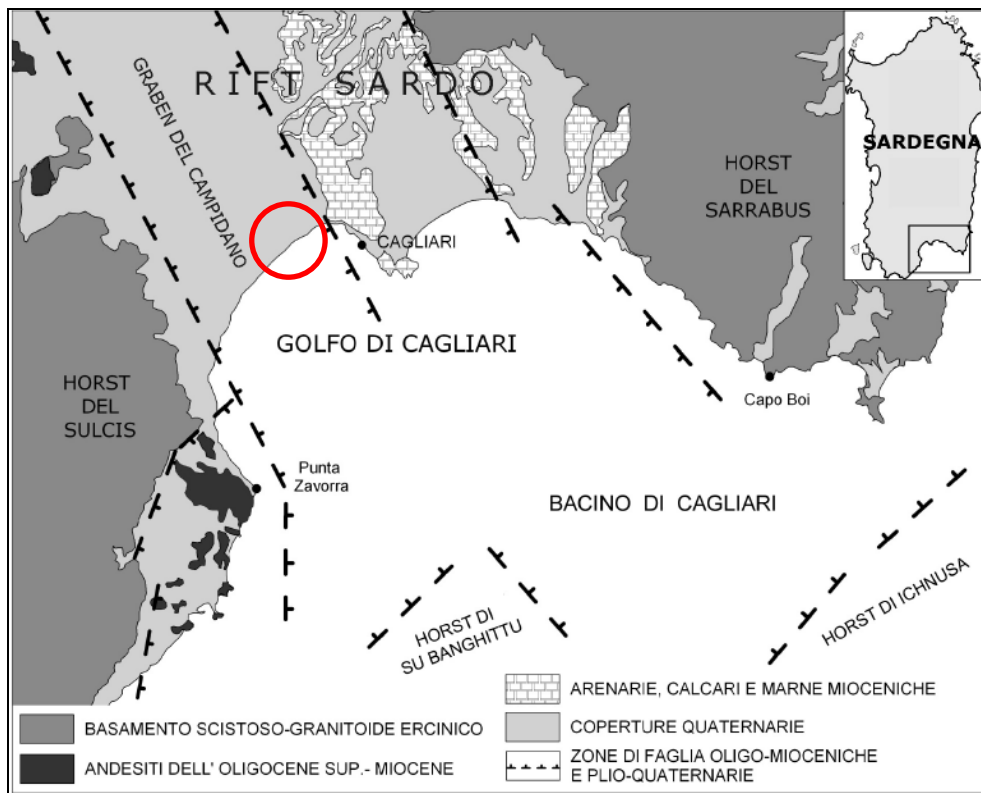 RIFT SARDO
GRABEN DEL CAMPIDANO
SARDEGNA
HORST
DEL
SARRABUS
CAGLIARI
GOLFO DI CAGLIARI
HORST
DEL
SULCIS
Capo Boi
Punta
Zavorra
BACINO DI CAGLIARI
HORST DI
SU BANGHITTU
HORST DI ICHNUSA
BASAMENTO SCISTOSO-GRANITOIDE ERCINICO
ANDESITI DELL' OLIGOCENE SUP.- MIOCENE
ARENARIE, CALCARI E MARNE MIOCENICHE
COPERTURE QUATERNARIE
ZONE DI FAGLIA OLIGO-MIOCENICHE
E PLIO-QUATERNARIE